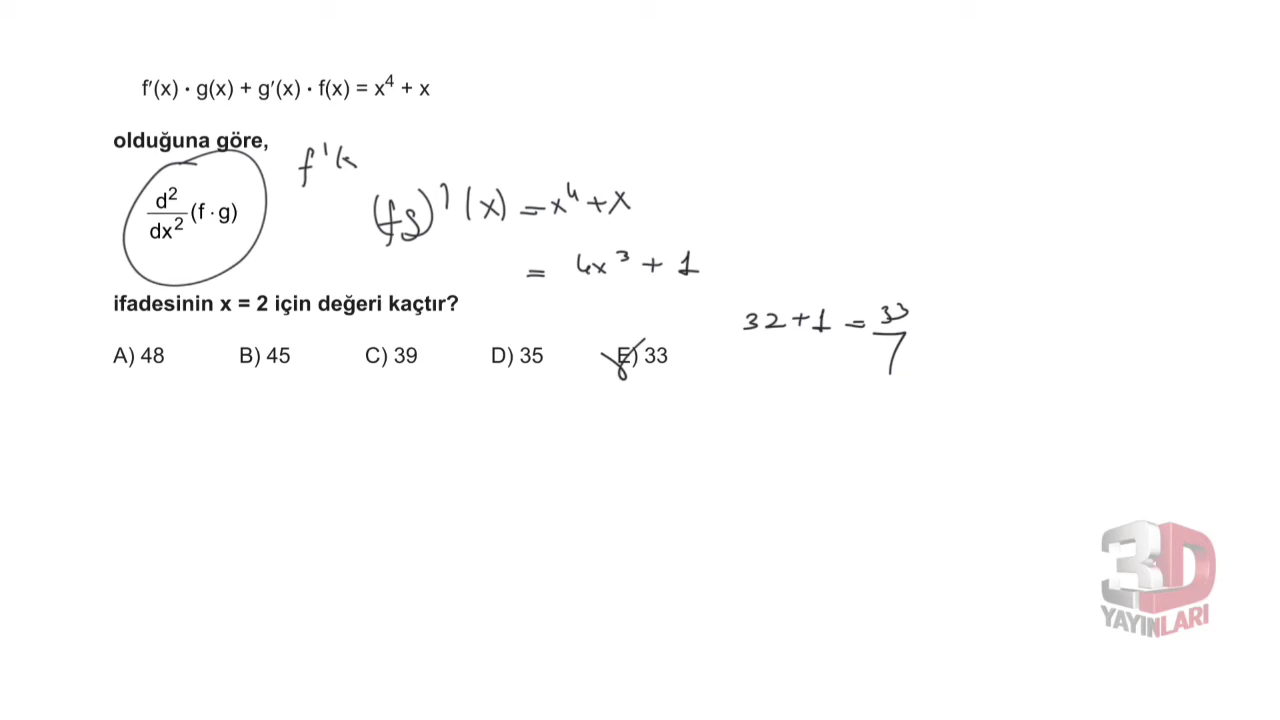 f'(x) · g(x) + g'(x) · f(x) = x⁴ + x
olduğuna göre,
f'k
d²/dx² (f · g)
(fg)'(x) = x⁴ + x
= 4x³ + 1
ifadesinin x = 2 için değeri kaçtır?
32 + 1 = 33
A) 48 B) 45 C) 39 D) 35 E) 33
3D
YAYINLARI